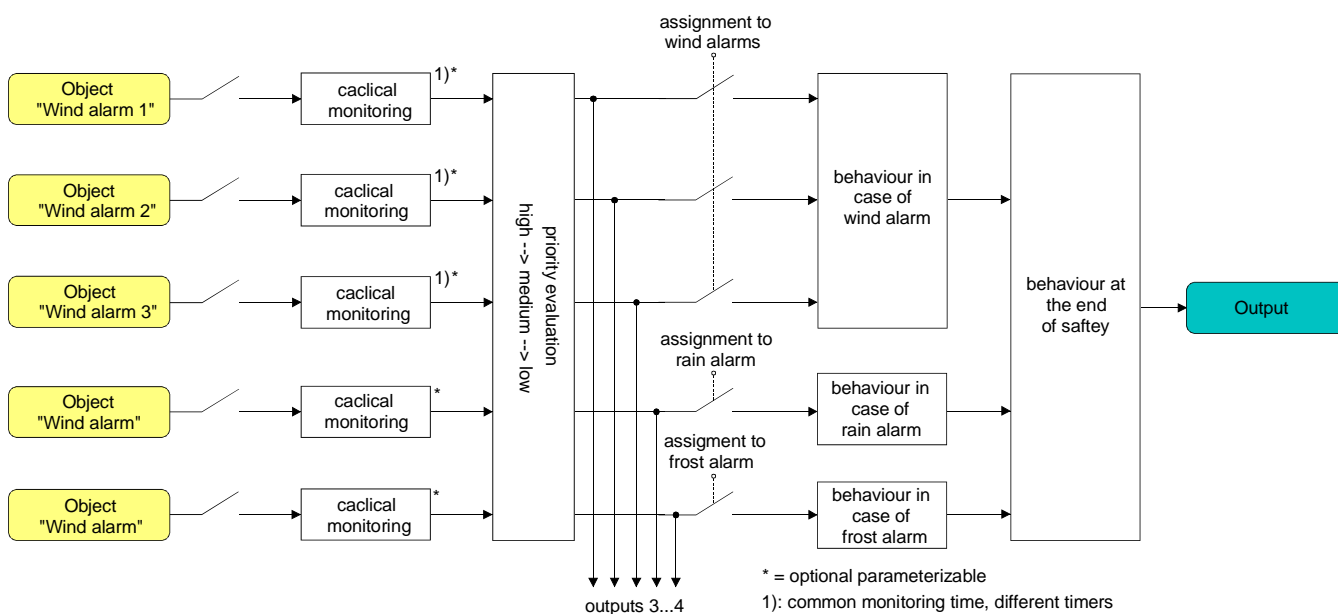 assignment to
wind alarms
Object
"Wind alarm 1"
caclical
monitoring
1)*
Object
"Wind alarm 2"
caclical
monitoring
1)*
Object
"Wind alarm 3"
caclical
monitoring
1)*
Object
"Wind alarm"
caclical
monitoring
*
Object
"Wind alarm"
caclical
monitoring
*
priority evaluation
high --> medium --> low
behaviour in
case of
wind alarm
assignment to
rain alarm
behaviour in
case of
rain alarm
assigment to
frost alarm
behaviour in
case of
frost alarm
behaviour at
the end
of saftey
Output
outputs 3...4
* = optional parameterizable
1): common monitoring time, different timers